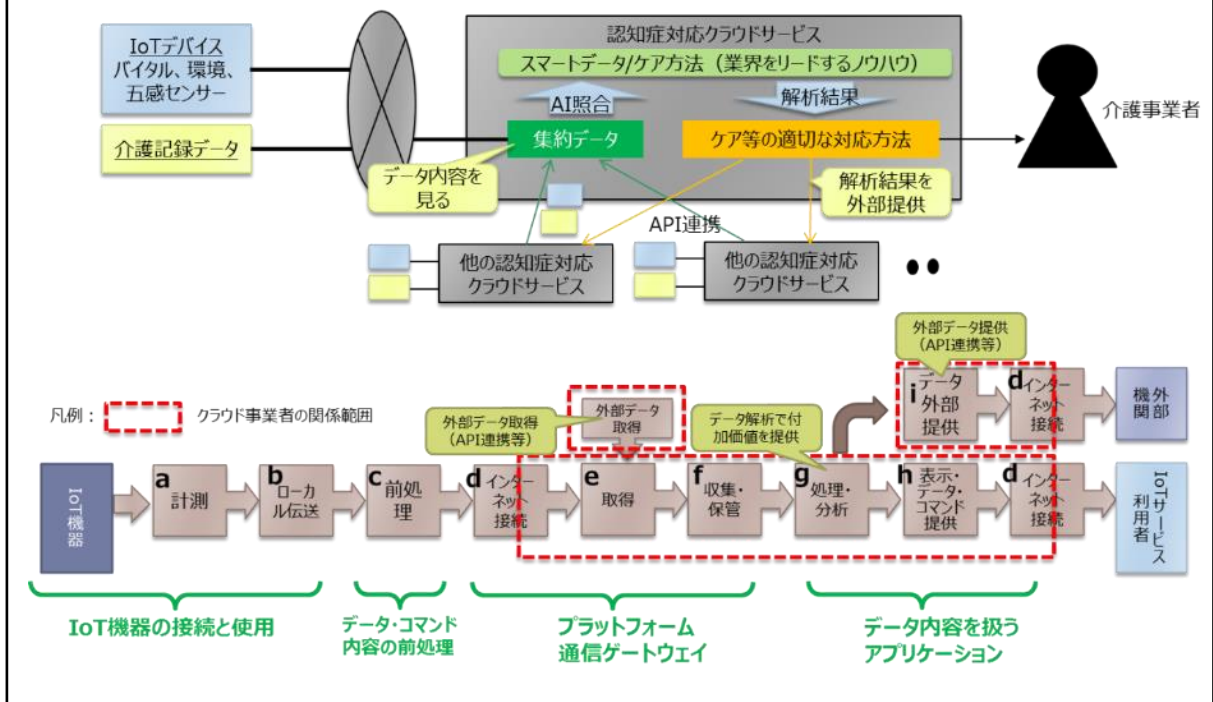 認知症対応クラウドサービス
IoTデバイス
バイタル、環境、
五感センサー
スマートデータ/ケア方法（業界をリードするノウハウ）
AI照合
解析結果
介護事業者
介護記録データ
集約データ
ケア等の適切な対応方法
データ内容を
見る
解析結果を
外部提供
API連携
他の認知症対応
クラウドサービス
他の認知症対応
クラウドサービス
●●
外部データ提供
（API連携等）
凡例：
クラウド事業者の関係範囲
外部データ取得
（API連携等）
外部データ
取得
データ解析で付
加価値を提供
i
データ
外部
提供
d
インター
ネット
接続
外部
機関
IoT機器
a
計測
b
ローカ
ル伝送
c
前処
理
d
インター
ネット
接続
e
取得
f
収集・
保管
g
処理・
分析
h
表示・
データ・
コマンド
提供
d
インター
ネット
接続
IoTサービス
利用者
IoT機器の接続と使用
データ・コマンド
内容の前処理
プラットフォーム
通信ゲートウェイ
データ内容を扱う
アプリケーション